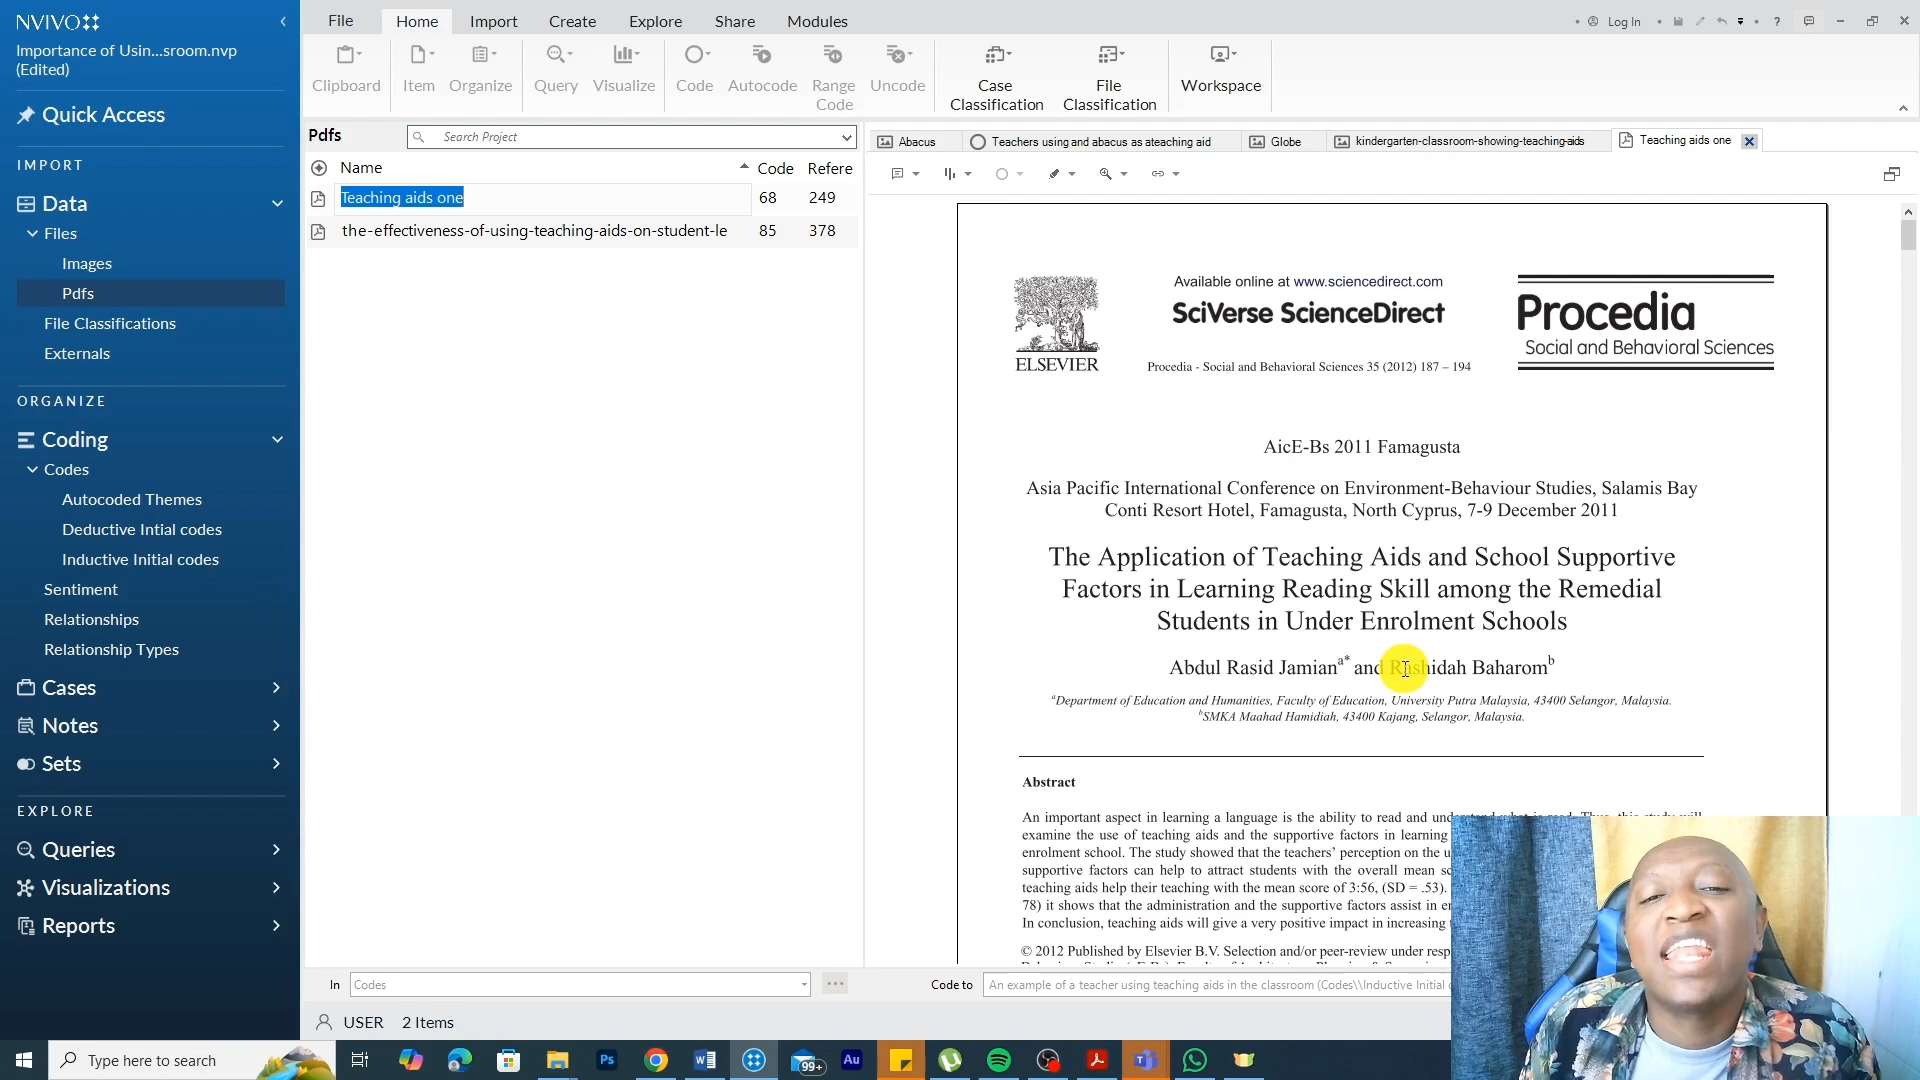 NVIVO
Importance of Usin...sroom.nvp
(Edited)
Quick Access
IMPORT
Data
Files
Images
Pdfs
File Classifications
Externals
ORGANIZE
Coding
Codes
Autocoded Themes
Deductive Intial codes
Inductive Initial codes
Sentiment
Relationships
Relationship Types
Cases
Notes
Sets
EXPLORE
Queries
Visualizations
Reports
File Home Import Create Explore Share Modules
Log In ?
Clipboard Item Organize Query Visualize Code Autocode Range Code Uncode Case Classification File Classification Workspace
Pdfs Search Project
Name Code Refere
Teaching aids one 68 249
the-effectiveness-of-using-teaching-aids-on-student-le 85 378
Abacus Teachers using and abacus as ateaching aid Globe kindergarten-classroom-showing-teaching-aids Teaching aids one
Available online at www.sciencedirect.com
SciVerse ScienceDirect
ELSEVIER
Procedia - Social and Behavioral Sciences 35 (2012) 187 – 194
Procedia
Social and Behavioral Sciences
AicE-Bs 2011 Famagusta
Asia Pacific International Conference on Environment-Behaviour Studies, Salamis Bay
Conti Resort Hotel, Famagusta, North Cyprus, 7-9 December 2011
The Application of Teaching Aids and School Supportive
Factors in Learning Reading Skill among the Remedial
Students in Under Enrolment Schools
Abdul Rasid Jamian a* and Rashidah Baharom b
a Department of Education and Humanities, Faculty of Education, University Putra Malaysia, 43400 Selangor, Malaysia.
b SMKA Maahad Hamidiah, 43400 Kajang, Selangor, Malaysia.
Abstract
An important aspect in learning a language is the ability to read and
examine the use of teaching aids and the supportive factors in learning
enrolment school. The study showed that the teachers' perception on the
supportive factors can help to attract students with the overall mean
teaching aids help their teaching with the mean score of 3:56, (SD = .53).
78) it shows that the administration and the supportive factors assist in
In conclusion, teaching aids will give a very positive impact in increasing
© 2012 Published by Elsevier B.V. Selection and/or peer-review under
In Codes
Code to An example of a teacher using teaching aids in the classroom (Codes\\Inductive Initial
USER 2 Items
Type here to search
Ps
99+
Au